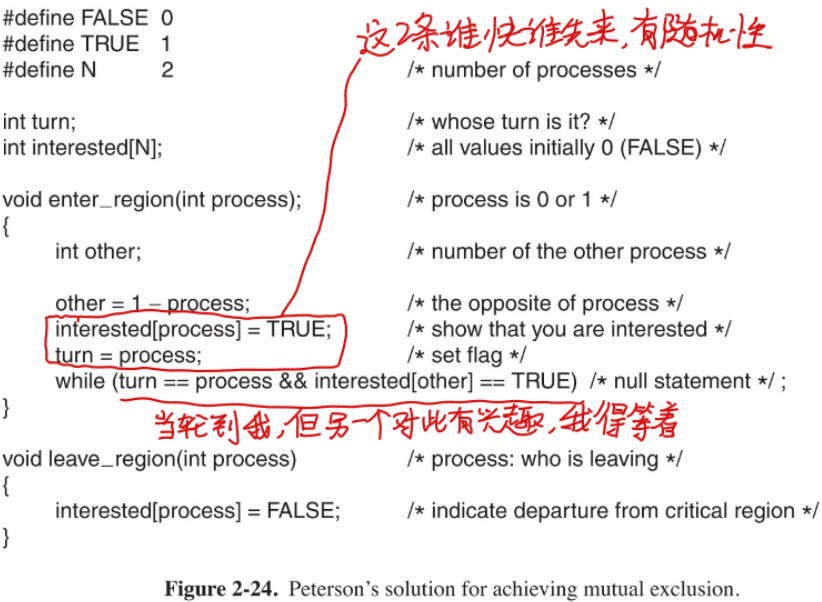 #define FALSE 0
#define TRUE 1
#define N 2 /* number of processes */
这2条谁快谁先来,有随机性
int turn; /* whose turn is it? */
int interested[N]; /* all values initially 0 (FALSE) */
void enter_region(int process); /* process is 0 or 1 */
{
int other; /* number of the other process */
other = 1 – process; /* the opposite of process */
interested[process] = TRUE; /* show that you are interested */
turn = process; /* set flag */
while (turn == process && interested[other] == TRUE) /* null statement */ ;
}
当轮到我,但另一个对此有兴趣,我得等着
void leave_region(int process) /* process: who is leaving */
{
interested[process] = FALSE; /* indicate departure from critical region */
}
Figure 2-24. Peterson's solution for achieving mutual exclusion.